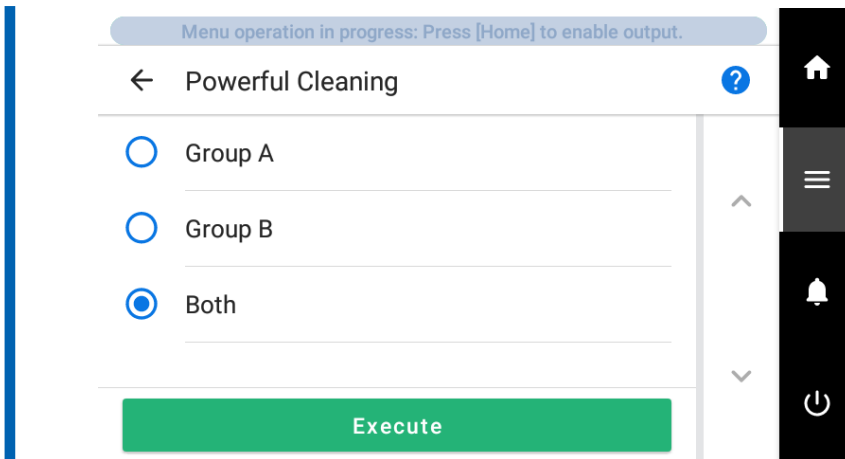 Menu operation in progress: Press [Home] to enable output.
Powerful Cleaning
?
Group A
Group B
Both
Execute